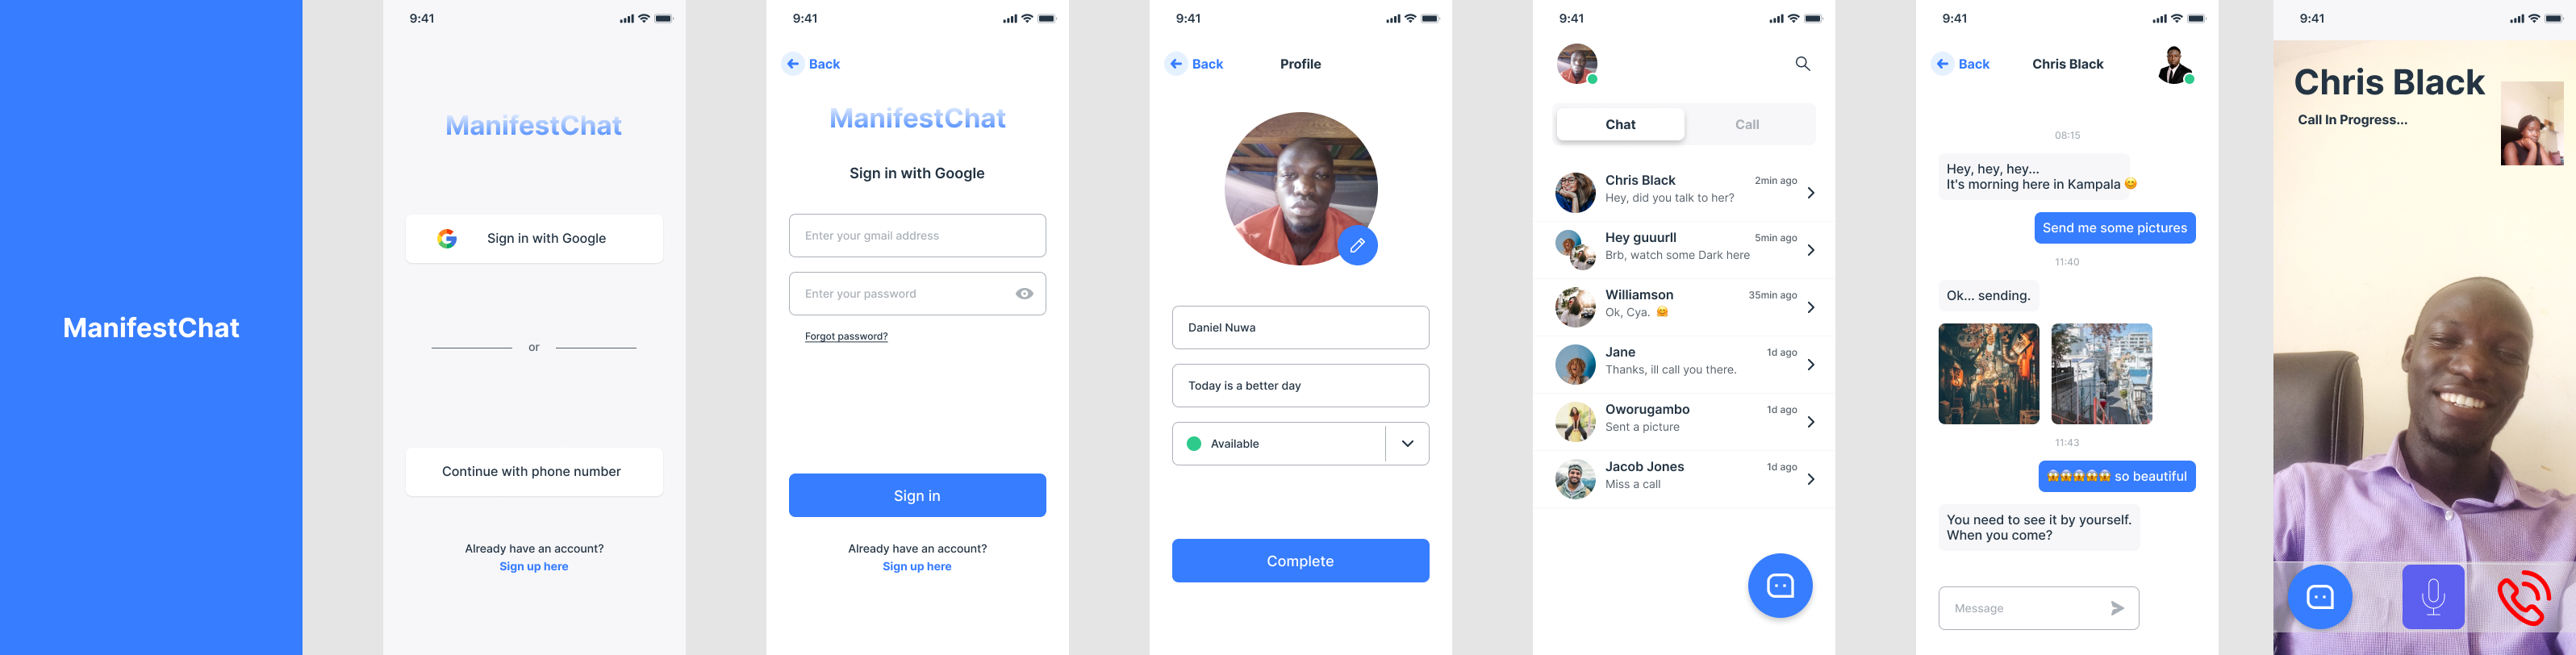 ManifestChat
9:41
ManifestChat
Sign in with Google
or
Continue with phone number
Already have an account?
Sign up here
9:41
Back
ManifestChat
Sign in with Google
Enter your gmail address
Enter your password
Forgot password?
Sign in
Already have an account?
Sign up here
9:41
Back
Profile
Daniel Nuwa
Today is a better day
Available
Complete
9:41
Chat
Call
Chris Black
2min ago
Hey, did you talk to her?
Hey guuurll
5min ago
Brb, watch some Dark here
Williamson
35min ago
Ok, Cya. 🤗
Jane
1d ago
Thanks, ill call you there.
Oworugambo
1d ago
Sent a picture
Jacob Jones
1d ago
Miss a call
9:41
Back
Chris Black
08:15
Hey, hey, hey...
It's morning here in Kampala 😊
Send me some pictures
11:40
Ok... sending.
11:43
😱😱😱😱😱 so beautiful
You need to see it by yourself.
When you come?
Message
9:41
Chris Black
Call In Progress...